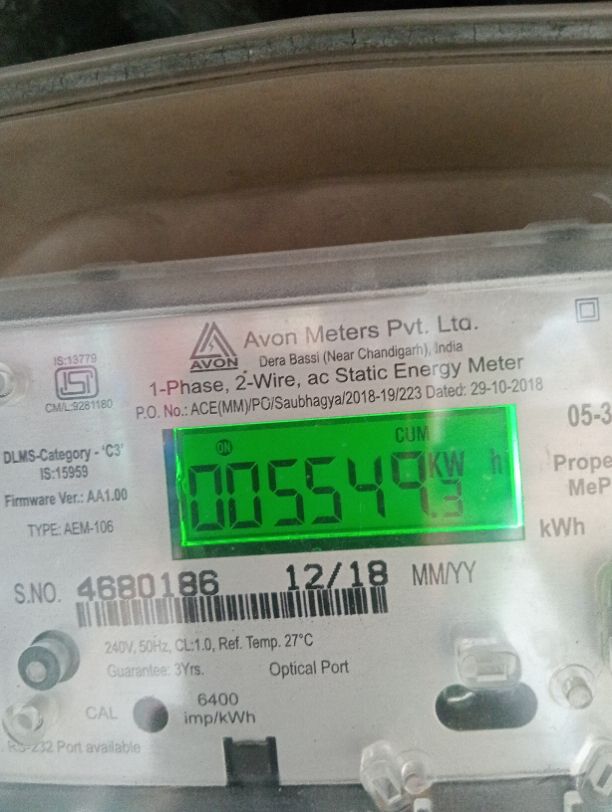 Avon Meters Pvt. Ltd.
AVON
Dera Bassi (Near Chandigarh), India
1-Phase, 2-Wire, ac Static Energy Meter
P.O. No.: ACE(MM)/PO/Saubhagya/2018-19/223 Dated: 29-10-2018
IS:13779
ISI
CM/L:9281180
DLMS-Category - 'C3'
IS:15959
Firmware Ver.: AA1.00
TYPE: AEM-106
ON
CUM
005549.3
KW h
kWh
05-3
Prope
MeP
S.NO. 4680186 12/18 MM/YY
240V, 50Hz, CL:1.0, Ref. Temp. 27°C
Guarantee: 3Yrs. Optical Port
CAL
6400
imp/kWh
RS-232 Port available